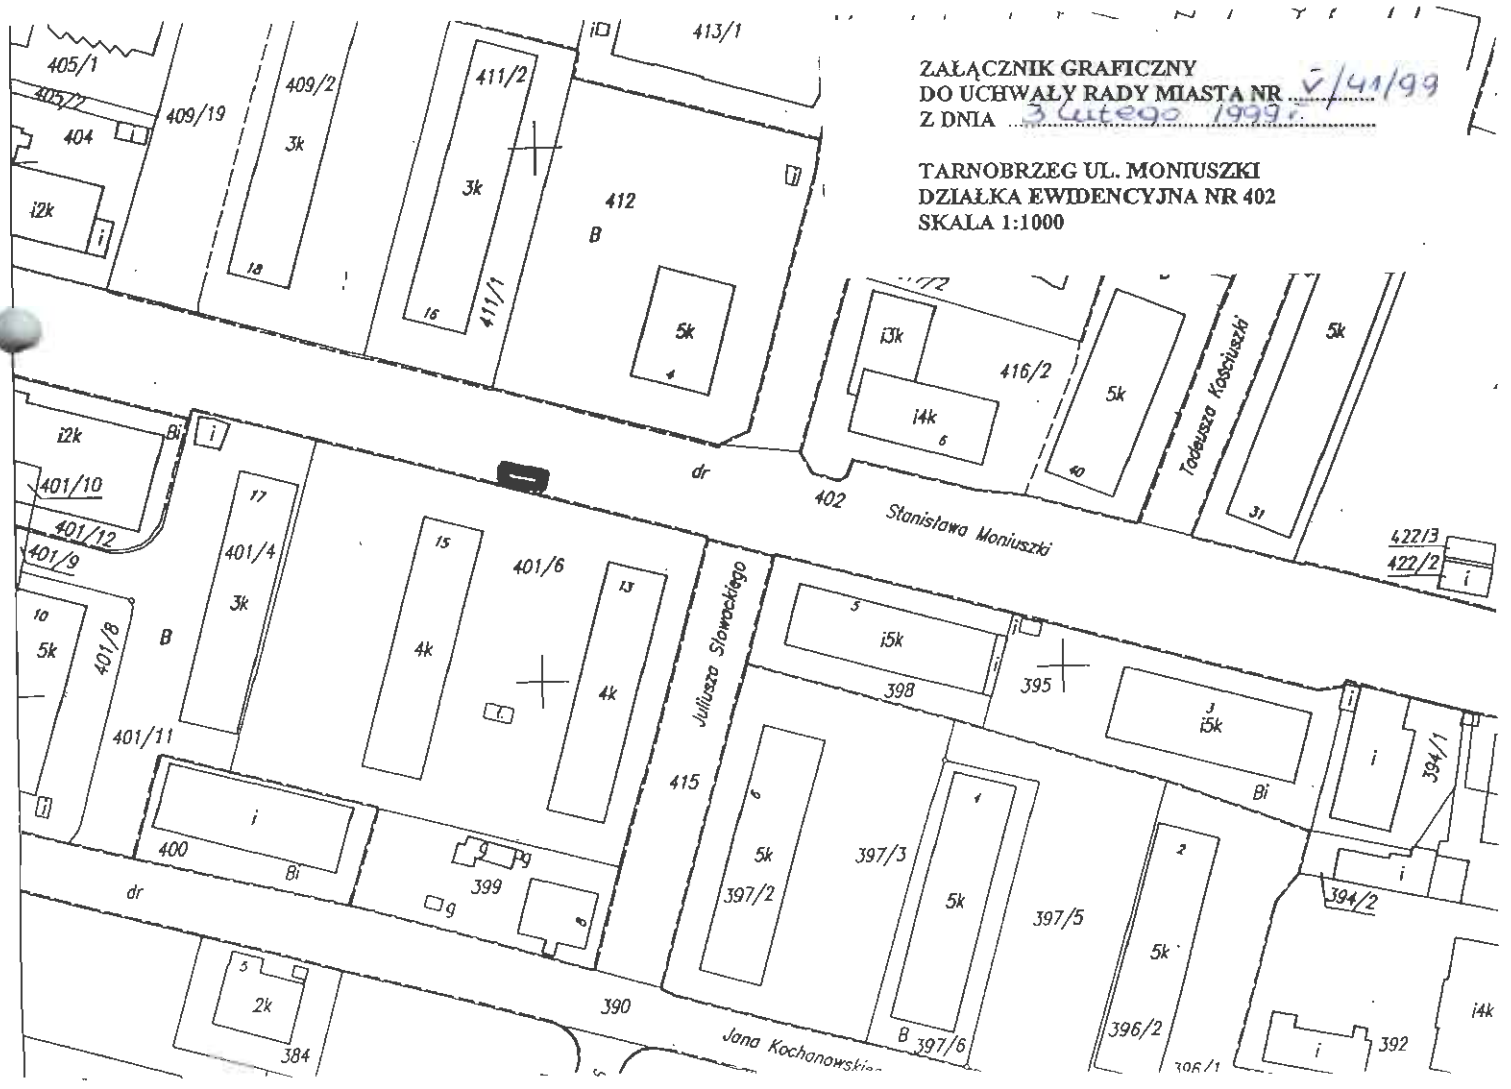 ZAŁĄCZNIK GRAFICZNY
DO UCHWAŁY RADY MIASTA NR V/41/99
Z DNIA 3 Lutego 1999 r.
TARNOBRZEG UL. MONIUSZKI
DZIAŁKA EWIDENCYJNA NR 402
SKALA 1:1000
405/1
405/2
404
i
i2k
i
409/19
409/2
3k
18
411/2
3k
16
411/1
i
413/1
412
B
i
5k
4
i3k
i4k
6
416/2
5k
40
Tadeusza Kościuszki
5k
31
i2k
Bi
i
401/10
401/12
401/9
17
401/4
3k
15
4k
401/6
13
4k
i
dr
402
Stanisława Moniuszki
422/3
422/2
i
10
5k
401/8
B
401/11
i
i
400
Bi
dr
Juliusza Słowackiego
415
5
i5k
i
i
398
395
3
i5k
Bi
i
i
394/1
i
394/2
g
g
399
g
8
6
5k
397/2
397/3
4
5k
397/5
2
5k
396/2
396/1
B
397/6
5
2k
384
390
Jana Kochanowskie
i
392
i4k